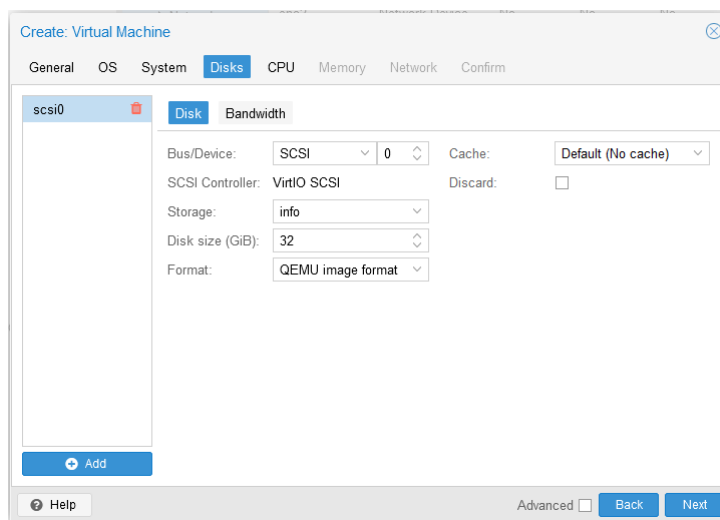 Create: Virtual Machine
General OS System Disks CPU Memory Network Confirm
scsi0
Disk Bandwidth
Bus/Device: SCSI 0 Cache: Default (No cache)
SCSI Controller: VirtIO SCSI Discard:
Storage: info
Disk size (GiB): 32
Format: QEMU image format
Add
Help Advanced Back Next